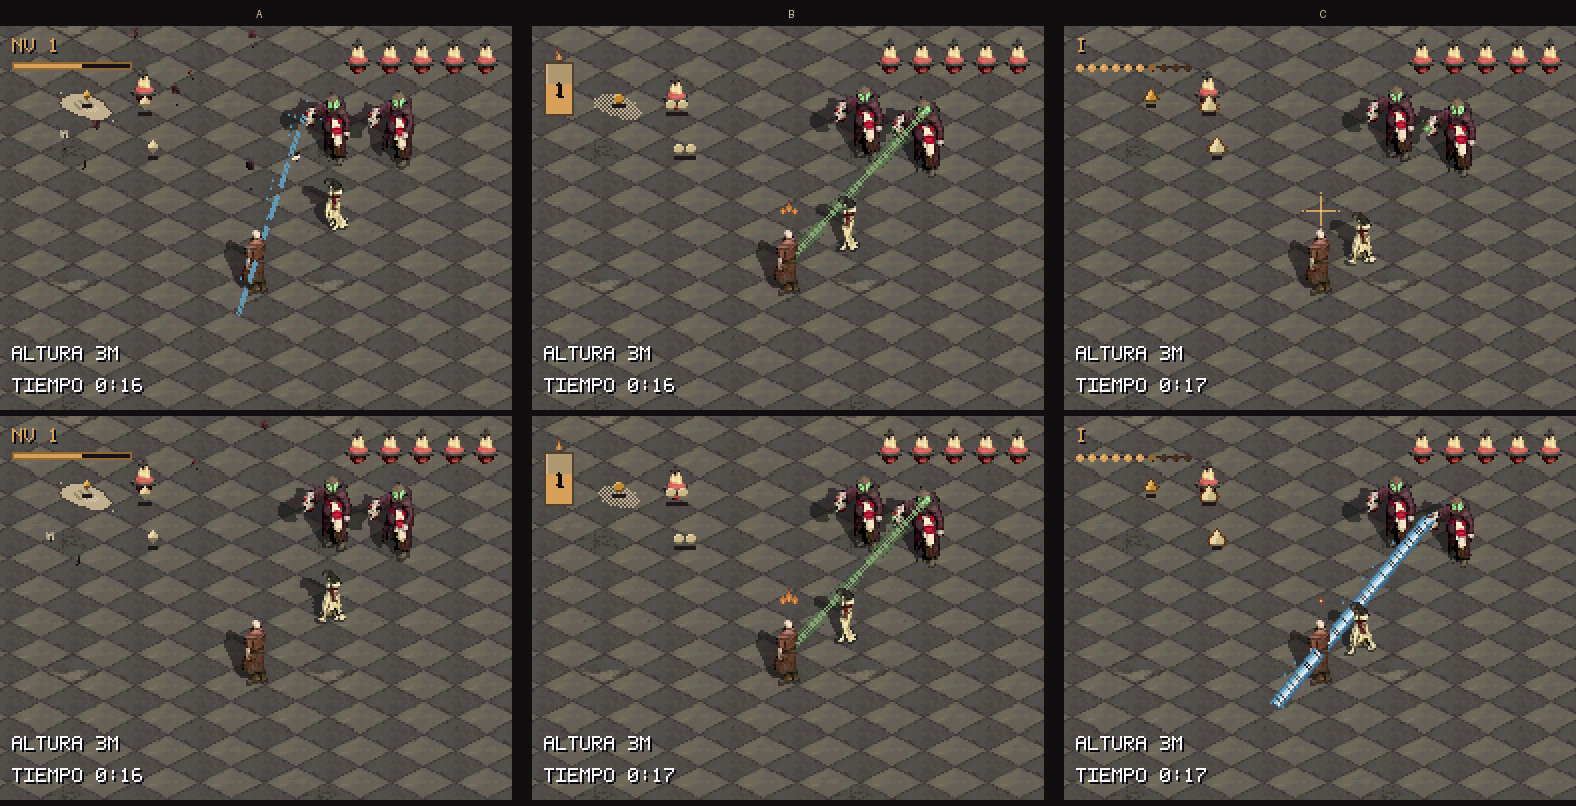 A
B
C
NV 1
ALTURA 3M
TIEMPO 0:16
1
ALTURA 3M
TIEMPO 0:16
I
ALTURA 3M
TIEMPO 0:17
NV 1
ALTURA 3M
TIEMPO 0:16
1
ALTURA 3M
TIEMPO 0:17
I
ALTURA 3M
TIEMPO 0:17